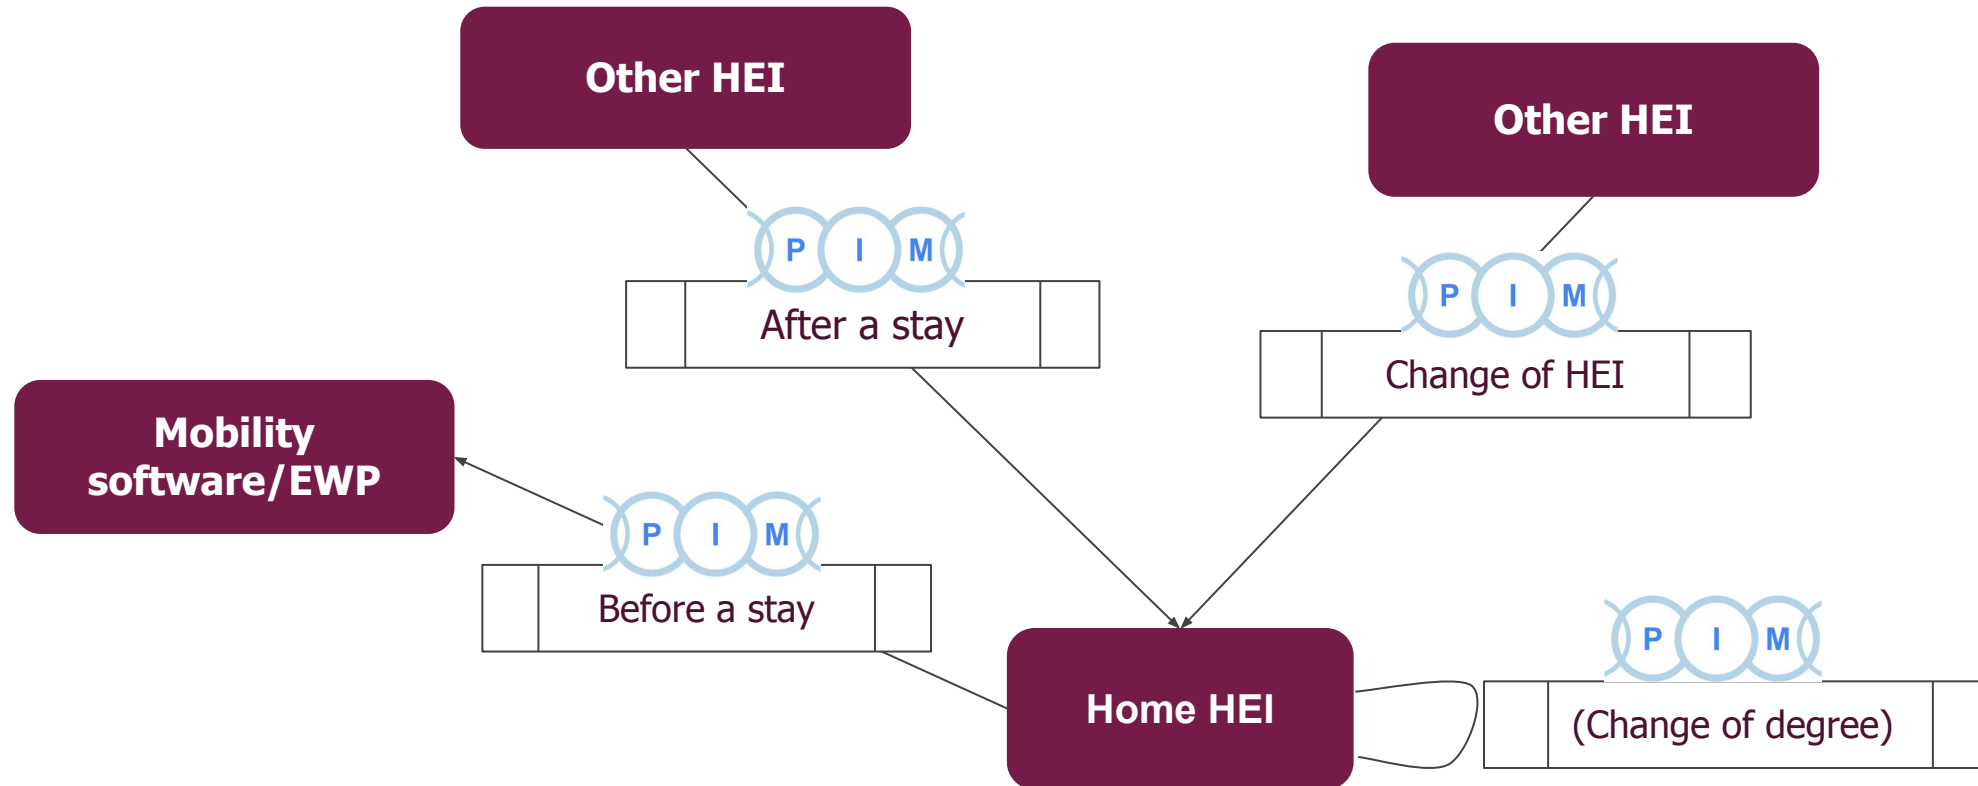 Other HEI
Other HEI
P I M
After a stay
P I M
Change of HEI
Mobility
software/EWP
P I M
Before a stay
Home HEI
P I M
(Change of degree)